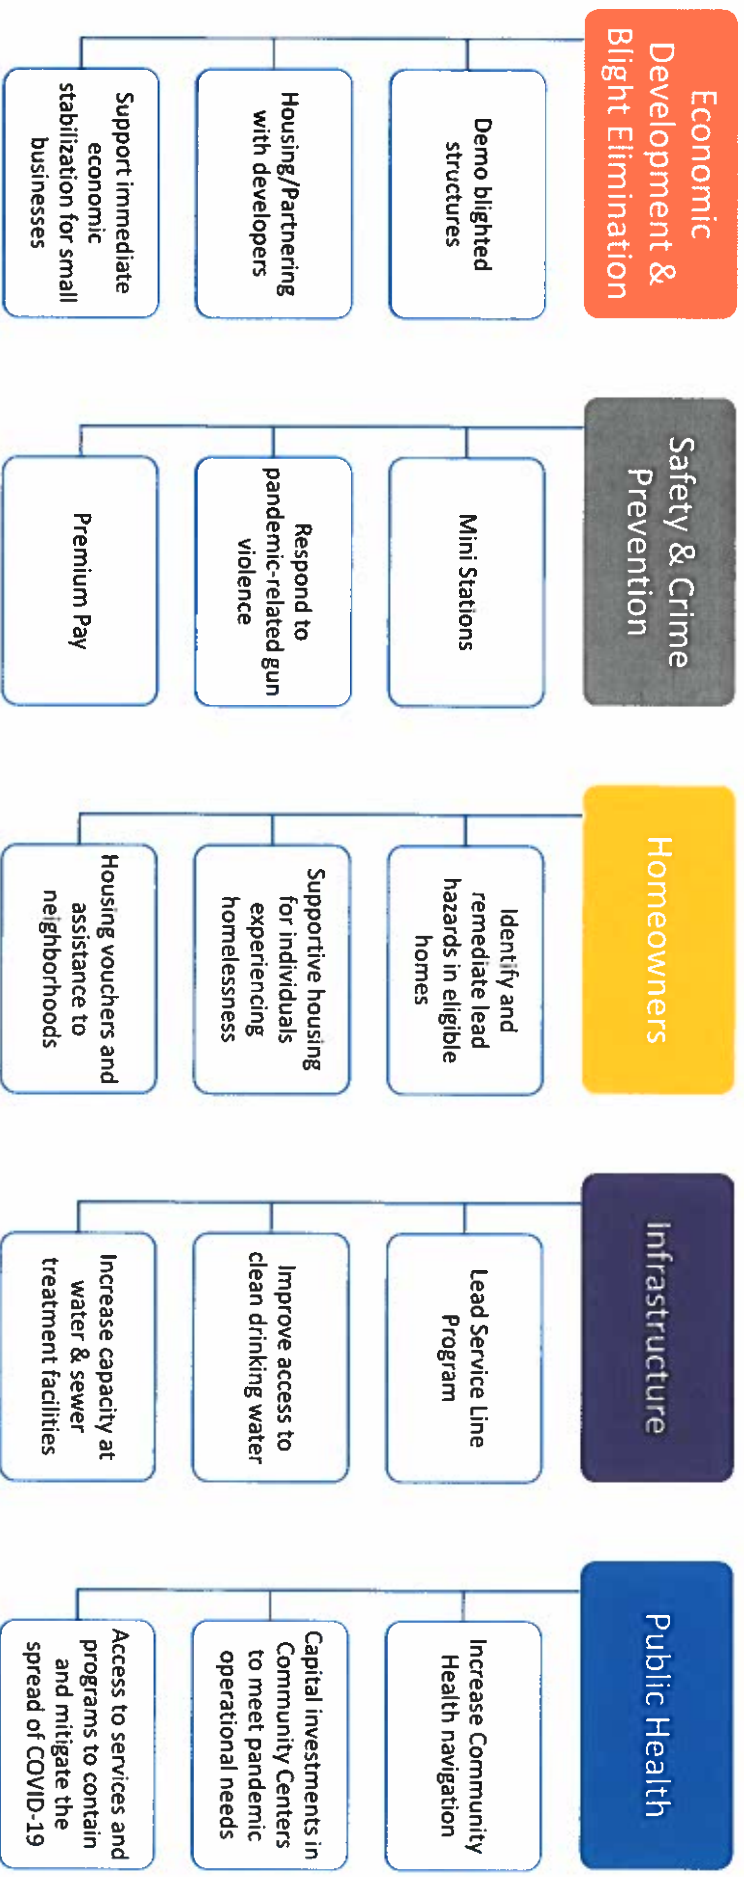 Economic
Development &
Blight Elimination
Demo blighted
structures
Housing/Partnering
with developers
Support immediate
economic
stabilization for small
businesses
Safety & Crime
Prevention
Mini Stations
Respond to
pandemic-related gun
violence
Premium Pay
Homeowners
Identify and
remediate lead
hazards in eligible
homes
Supportive housing
for individuals
experiencing
homelessness
Housing vouchers and
assistance to
neighborhoods
Infrastructure
Lead Service Line
Program
Improve access to
clean drinking water
Increase capacity at
water & sewer
treatment facilities
Public Health
Increase Community
Health navigation
Capital investments in
Community Centers
to meet pandemic
operational needs
Access to services and
programs to contain
and mitigate the
spread of COVID-19